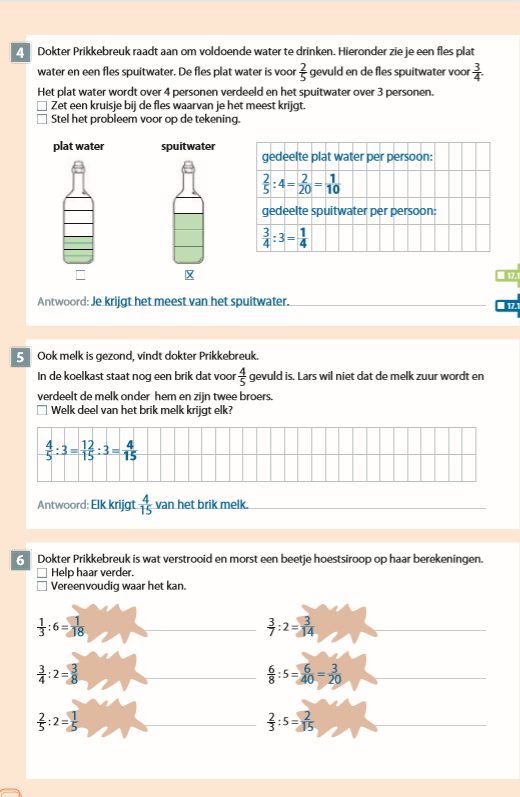 4 Dokter Prikkebreuk raadt aan om voldoende water te drinken. Hieronder zie je een fles plat
water en een fles spuitwater. De fles plat water is voor 2/5 gevuld en de fles spuitwater voor 3/4.
Het plat water wordt over 4 personen verdeeld en het spuitwater over 3 personen.
Zet een kruisje bij de fles waarvan je het meest krijgt.
Stel het probleem voor op de tekening.
plat water
spuitwater
x
gedeelte plat water per persoon:
2/5 : 4 = 2/20 = 1/10
gedeelte spuitwater per persoon:
3/4 : 3 = 1/4
17.1
Antwoord: Je krijgt het meest van het spuitwater.
17.1
5 Ook melk is gezond, vindt dokter Prikkebreuk.
In de koelkast staat nog een brik dat voor 4/5 gevuld is. Lars wil niet dat de melk zuur wordt en
verdeelt de melk onder hem en zijn twee broers.
Welk deel van het brik melk krijgt elk?
4/5 : 3 = 12/15 : 3 = 4/15
Antwoord: Elk krijgt 4/15 van het brik melk.
6 Dokter Prikkebreuk is wat verstrooid en morst een beetje hoestsiroop op haar berekeningen.
Help haar verder.
Vereenvoudig waar het kan.
1/3 : 6 = 1/18
3/7 : 2 = 3/14
3/4 : 2 = 3/8
6/8 : 5 = 6/40 = 3/20
2/5 : 2 = 1/5
2/3 : 5 = 2/15